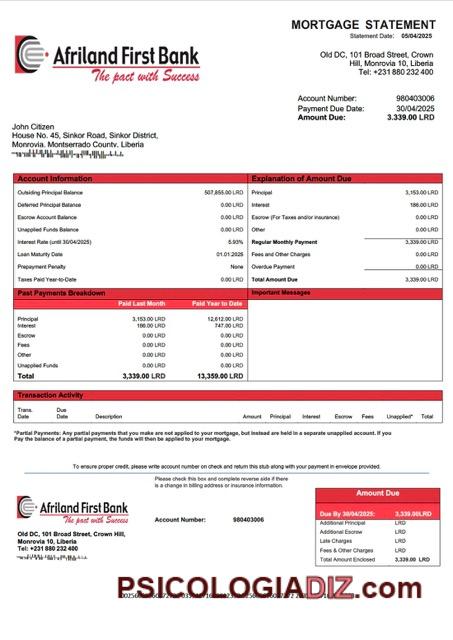 MORTGAGE STATEMENT
Statement Date: 05/04/2025
Afriland First Bank
The pact with Success
Old DC, 101 Broad Street, Crown
Hill, Monrovia 10, Liberia
Tel: +231 880 232 400
Account Number: 980403006
Payment Due Date: 30/04/2025
Amount Due: 3.339.00 LRD
John Citizen
House No. 45, Sinkor Road, Sinkor District,
Monrovia. Montserrado County. Liberia
Account Information
Outsiding Principal Balance 507,855.00 LRD
Deferred Principal Balance 0.00 LRD
Escrow Account Balance 0.00 LRD
Unapplied Funds Balance 0.00 LRD
Interest Rate (until 30/04/2025) 5.93%
Loan Maturity Date 01.01.2025
Prepayment Penalty None
Taxes Paid Year-to-Date 0.00 LRD
Explanation of Amount Due
Principal 3,153.00 LRD
Interest 186.00 LRD
Escrow (For Taxes and/or insurance) 0.00 LRD
Other 0.00 LRD
Regular Monthly Payment 3,339.00 LRD
Fees and Other Charges 0.00 LRD
Overdue Payment 0.00 LRD
Total Amount Due 3,339.00 LRD
Past Payments Breakdown
Paid Last Month Paid Year to Date
Principal 3,153.00 LRD 12,612.00 LRD
Interest 186.00 LRD 747.00 LRD
Escrow 0.00 LRD 0.00 LRD
Fees 0.00 LRD 0.00 LRD
Other 0.00 LRD 0.00 LRD
Unapplied Funds 0.00 LRD 0.00 LRD
Total 3,339.00 LRD 13,359.00 LRD
Important Messages
Transaction Activity
Trans. Date Due Date Description Amount Principal Interest Escrow Fees Unapplied* Total
*Partial Payments: Any partial payments that you make are not applied to your mortgage, but instead are held in a separate unapplied account. If you
Pay the balance of a partial payment, the funds will then be applied to your mortgage.
To ensure proper credit, please write account number on check and return this stub along with your payment in envelope provided.
Please check this box and complete reverse side if there
is a change in billing address or insurance information.
Afriland First Bank
The pact with Success
Account Number: 980403006
Old DC, 101 Broad Street, Crown Hill,
Monrovia 10, Liberia
Tel: +231 880 232 400
Amount Due
Due By 30/04/2025: 3,339.00LRD
Additional Principal LRD
Additional Escrow LRD
Late Charges LRD
Fees & Other Charges LRD
Total Amount Enclosed 3,339.00 LRD
PSICOLOGIADIZ.com